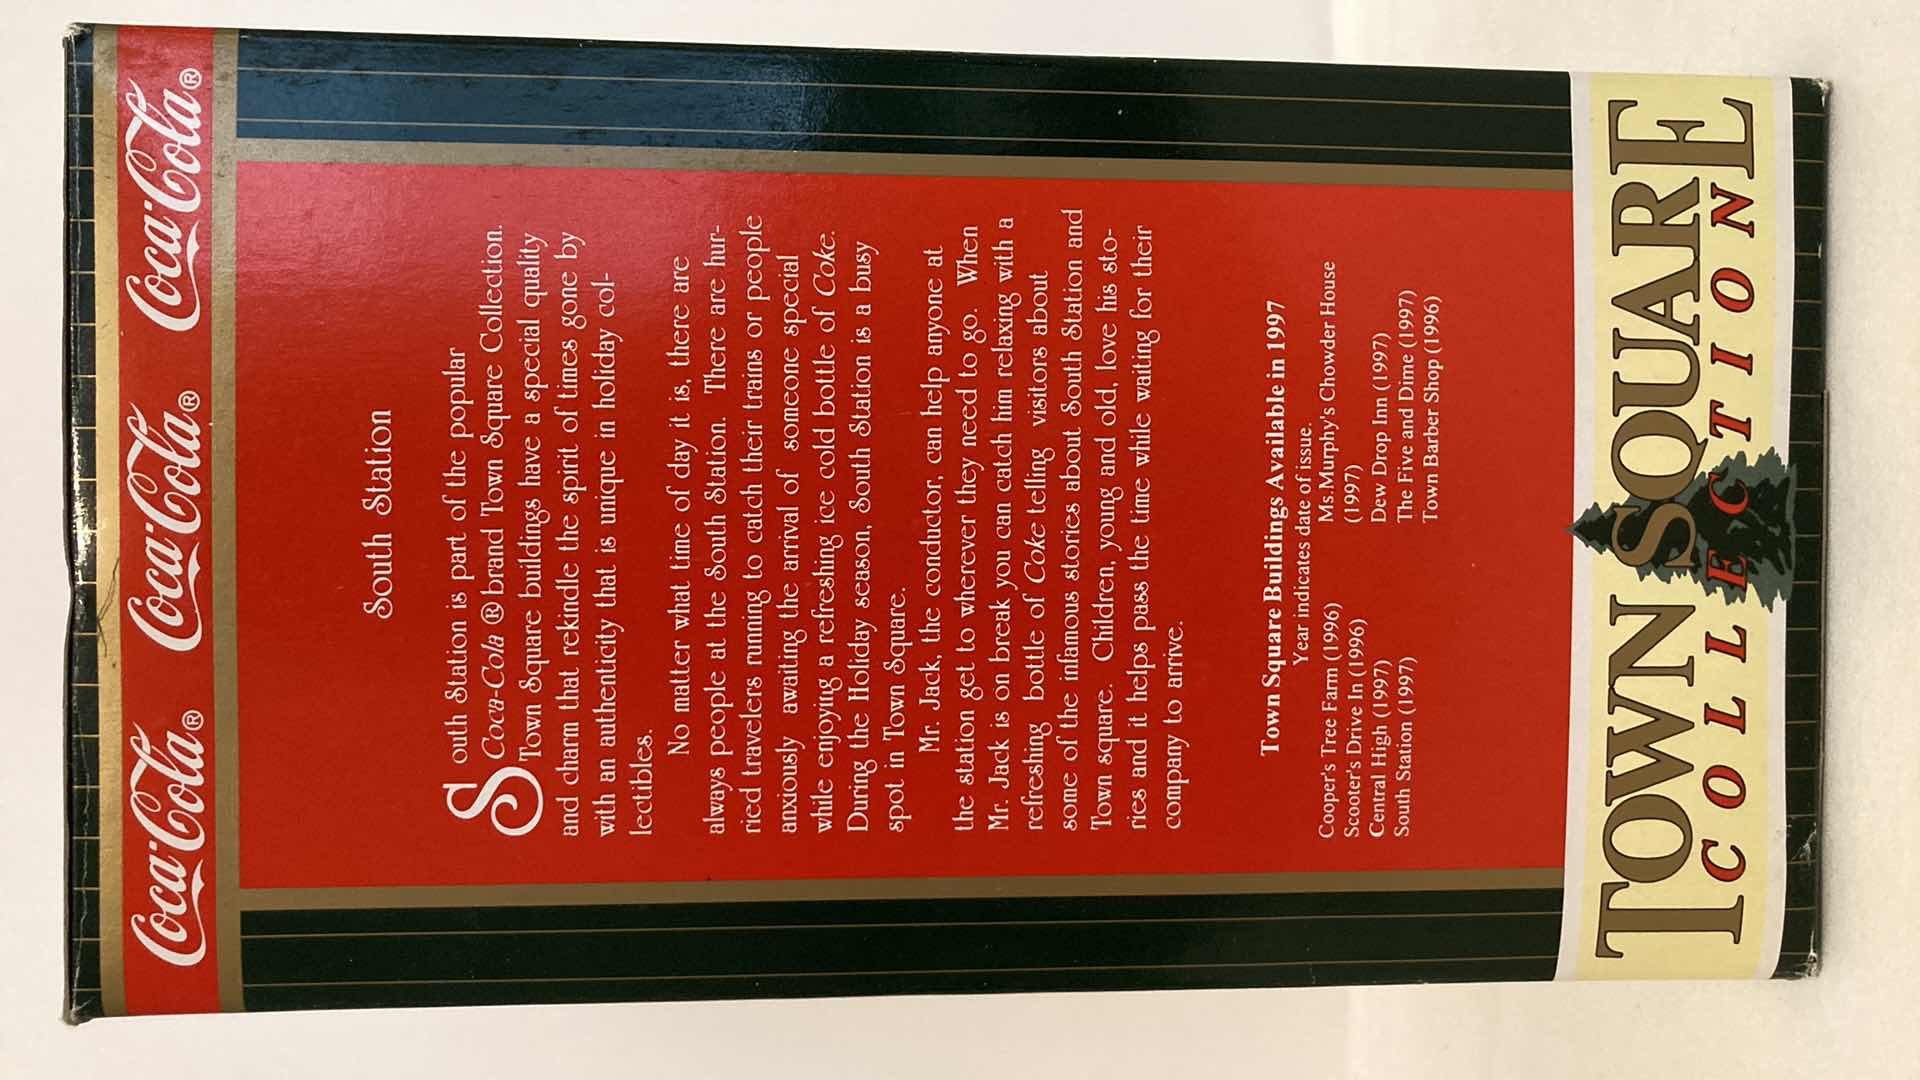 Coca-Cola® Coca-Cola® Coca-Cola®
South Station
South Station is part of the popular
Coca-Cola ® brand Town Square Collection.
Town Square buildings have a special quality
and charm that rekindle the spirit of times gone by
with an authenticity that is unique in holiday col-
lectibles.
No matter what time of day it is, there are
always people at the South Station. There are hur-
ried travelers running to catch their trains or people
anxiously awaiting the arrival of someone special
while enjoying a refreshing ice cold bottle of Coke.
During the Holiday season, South Station is a busy
spot in Town Square.
Mr. Jack, the conductor, can help anyone at
the station get to wherever they need to go. When
Mr. Jack is on break you can catch him relaxing with a
refreshing bottle of Coke telling visitors about
some of the infamous stories about South Station and
Town square. Children, young and old, love his sto-
ries and it helps pass the time while waiting for their
company to arrive.
Town Square Buildings Available in 1997
Year indicates date of issue.
Cooper's Tree Farm (1996)
Scooter's Drive In (1996)
Central High (1997)
South Station (1997)
Ms.Murphy's Chowder House
(1997)
Dew Drop Inn (1997)
The Five and Dime (1997)
Town Barber Shop (1996)
TOWN SQUARE
COLLECTION